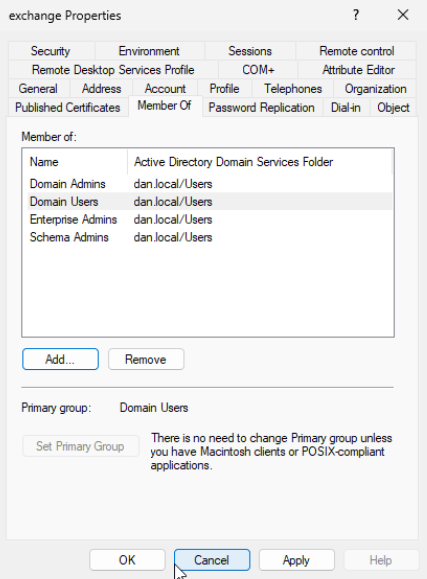 exchange Properties ? ×
Security Environment Sessions Remote control
Remote Desktop Services Profile COM+ Attribute Editor
General Address Account Profile Telephones Organization
Published Certificates Member Of Password Replication Dial-in Object
Member of:
Name Active Directory Domain Services Folder
Domain Admins dan.local/Users
Domain Users dan.local/Users
Enterprise Admins dan.local/Users
Schema Admins dan.local/Users
Add... Remove
Primary group: Domain Users
Set Primary Group
There is no need to change Primary group unless
you have Macintosh clients or POSIX-compliant
applications.
OK Cancel Apply Help